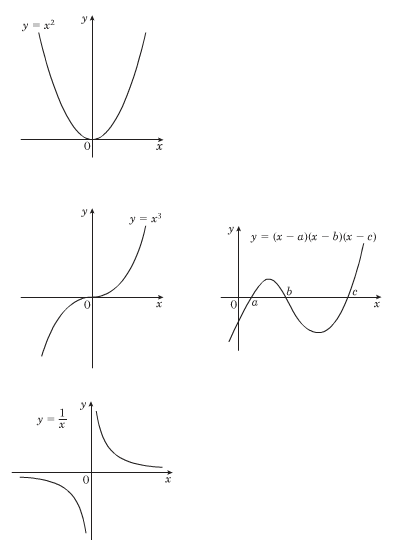 y = x²
y
0
x
y
y = x³
0
x
y
y = (x − a)(x − b)(x − c)
0
a
b
c
x
y
y = 1/x
0
x